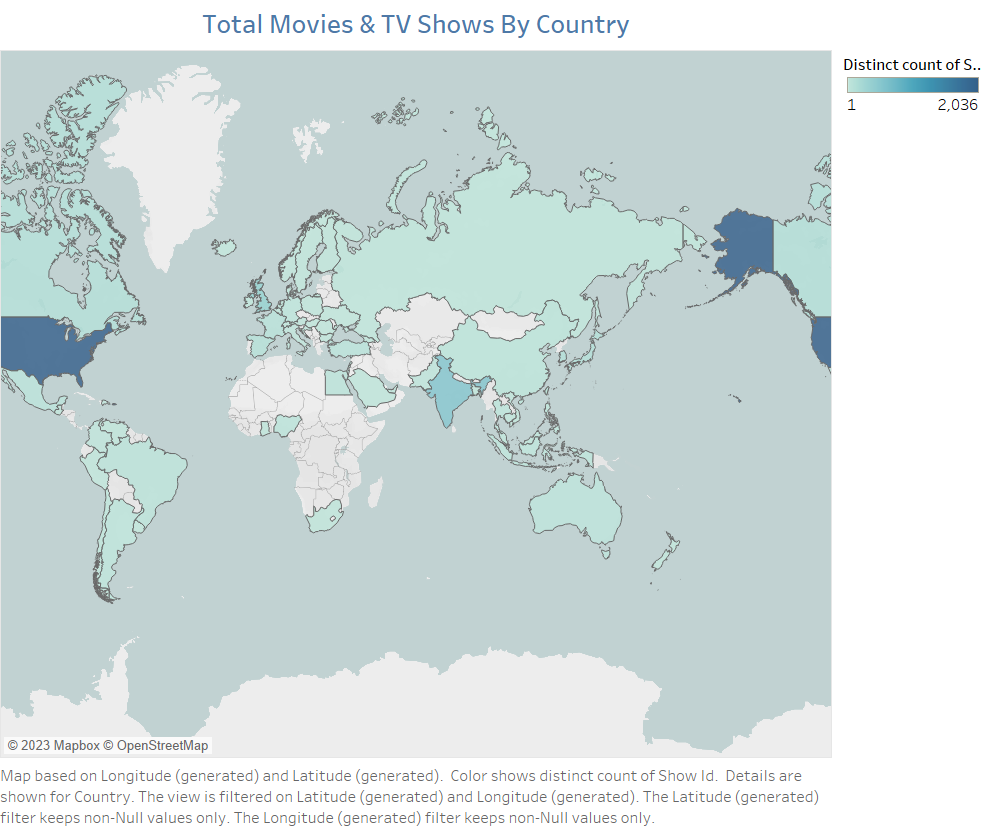 Total Movies & TV Shows By Country
Distinct count of S..
1 2,036
© 2023 Mapbox © OpenStreetMap
Map based on Longitude (generated) and Latitude (generated).  Color shows distinct count of Show Id.  Details are
shown for Country. The view is filtered on Latitude (generated) and Longitude (generated). The Latitude (generated)
filter keeps non-Null values only. The Longitude (generated) filter keeps non-Null values only.